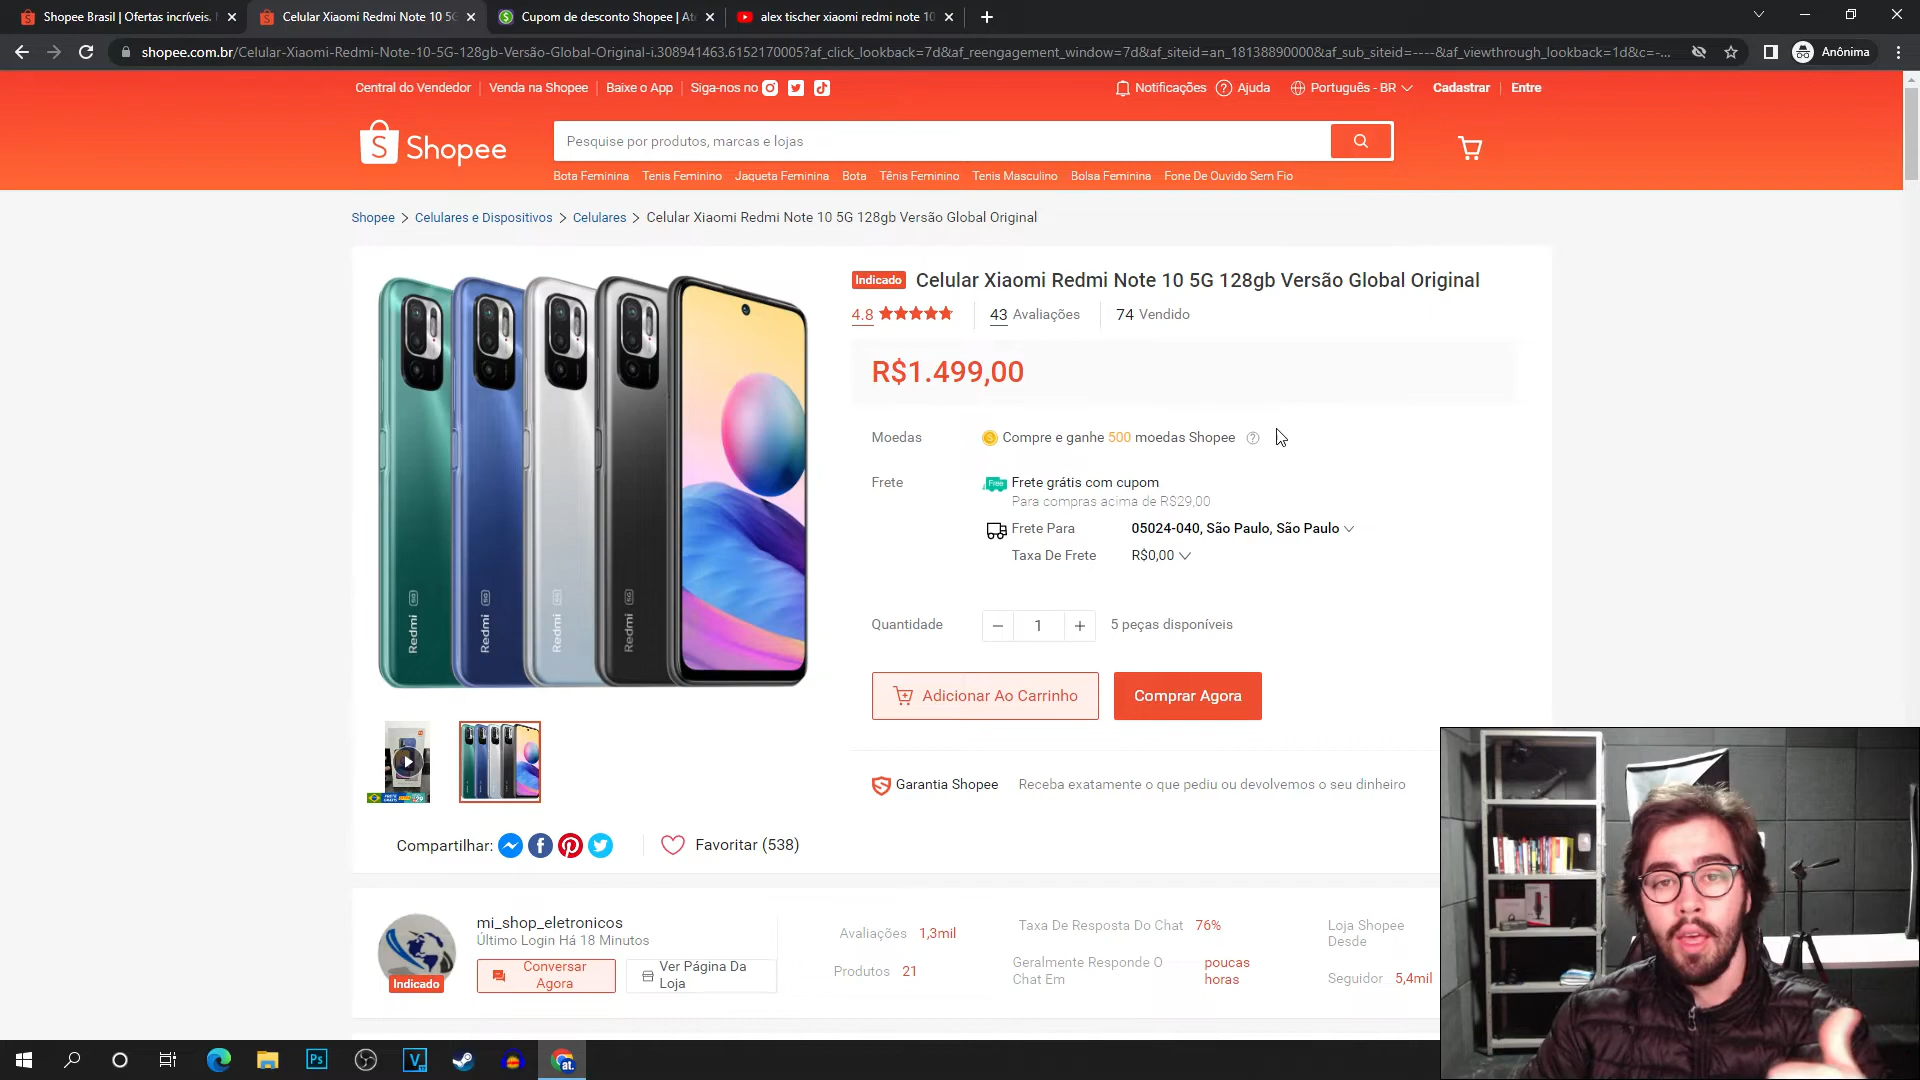 Shopee Brasil | Ofertas incríveis.
Celular Xiaomi Redmi Note 10 5G
Cupom de desconto Shopee | At
alex tischer xiaomi redmi note 10
shopee.com.br/Celular-Xiaomi-Redmi-Note-10-5G-128gb-Versão-Global-Original-i.308941463.6152170005?af_click_lookback=7d&af_reengagement_window=7d&af_siteid=an_18138890000&af_sub_siteid=----&af_viewthrough_lookback=1d&c=-...
Anônima
Central do Vendedor | Venda na Shopee | Baixe o App | Siga-nos no
Notificações Ajuda Português - BR Cadastrar | Entre
Shopee
Pesquise por produtos, marcas e lojas
Bota Feminina Tenis Feminino Jaqueta Feminina Bota Tênis Feminino Tenis Masculino Bolsa Feminina Fone De Ouvido Sem Fio
Shopee > Celulares e Dispositivos > Celulares > Celular Xiaomi Redmi Note 10 5G 128gb Versão Global Original
Indicado Celular Xiaomi Redmi Note 10 5G 128gb Versão Global Original
4.8 43 Avaliações 74 Vendido
R$1.499,00
Moedas Compre e ganhe 500 moedas Shopee ?
Frete Free Frete grátis com cupom
Para compras acima de R$29,00
Frete Para 05024-040, São Paulo, São Paulo
Taxa De Frete R$0,00
Quantidade − 1 + 5 peças disponíveis
Adicionar Ao Carrinho Comprar Agora
Redmi 5G
Redmi 5G
Redmi 5G
Redmi 5G
Garantia Shopee Receba exatamente o que pediu ou devolvemos o seu dinheiro
Compartilhar: Favoritar (538)
mi_shop_eletronicos
Último Login Há 18 Minutos
Conversar Agora
Ver Página Da Loja
Indicado
Avaliações 1,3mil
Produtos 21
Taxa De Resposta Do Chat 76%
Geralmente Responde O Chat Em poucas horas
Loja Shopee Desde
Seguidor 5,4mil
Ps
V
at.